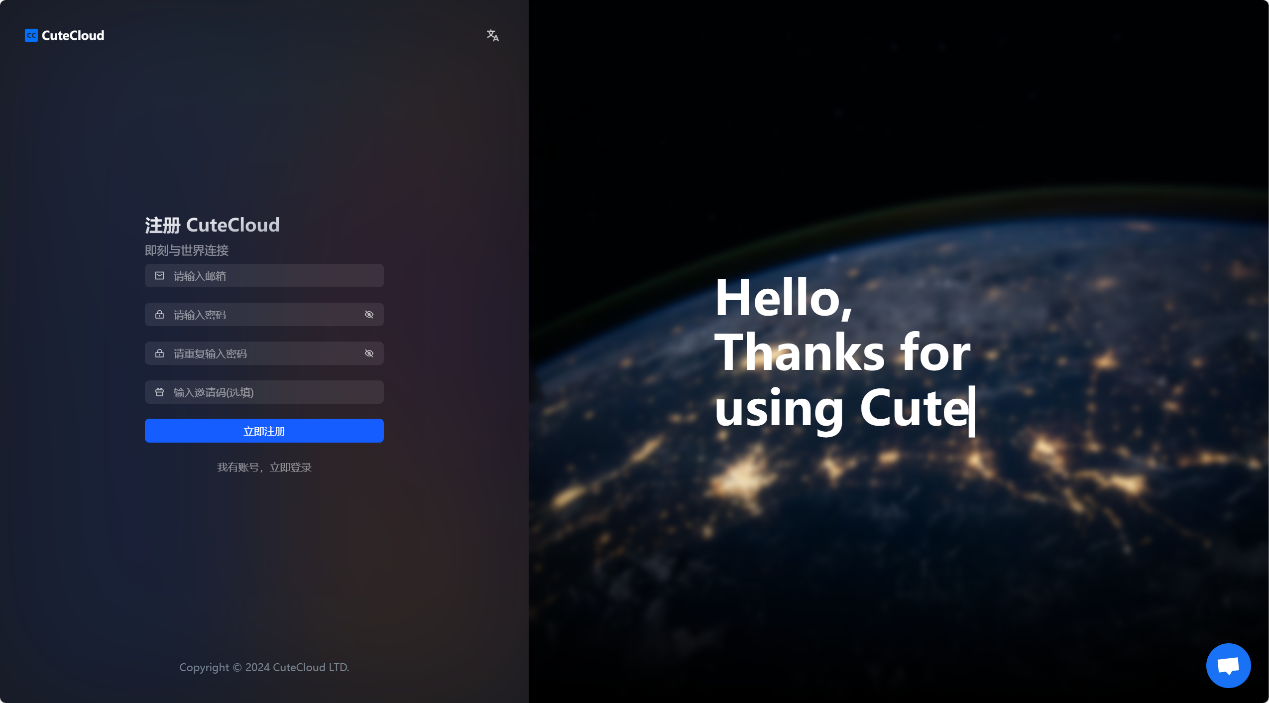 CC CuteCloud
注册 CuteCloud
即刻与世界连接
请输入邮箱
请输入密码
请重复输入密码
输入邀请码(选填)
立即注册
我有账号，立即登录
Copyright © 2024 CuteCloud LTD.
Hello,
Thanks for
using Cute